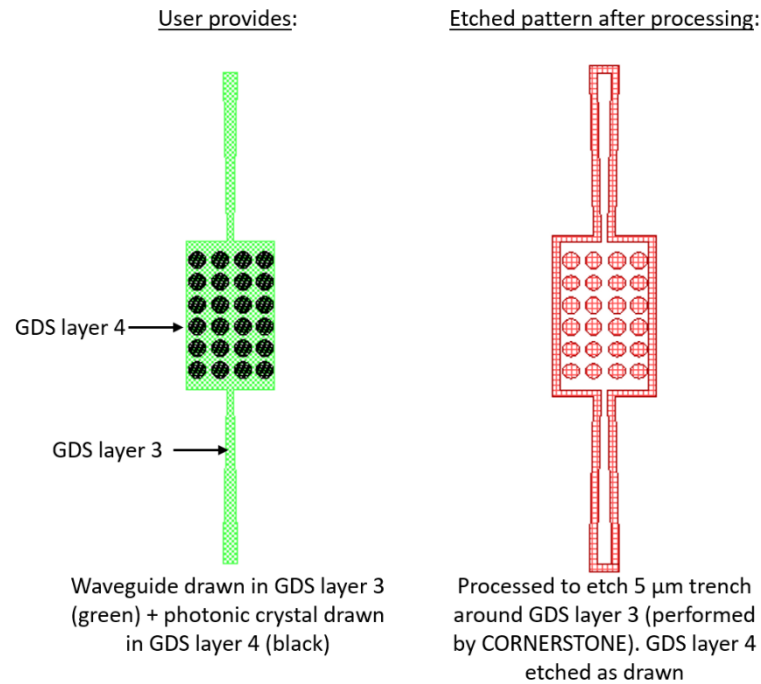 User provides:
Etched pattern after processing:
GDS layer 4
GDS layer 3
Waveguide drawn in GDS layer 3
(green) + photonic crystal drawn
in GDS layer 4 (black)
Processed to etch 5 μm trench
around GDS layer 3 (performed
by CORNERSTONE). GDS layer 4
etched as drawn